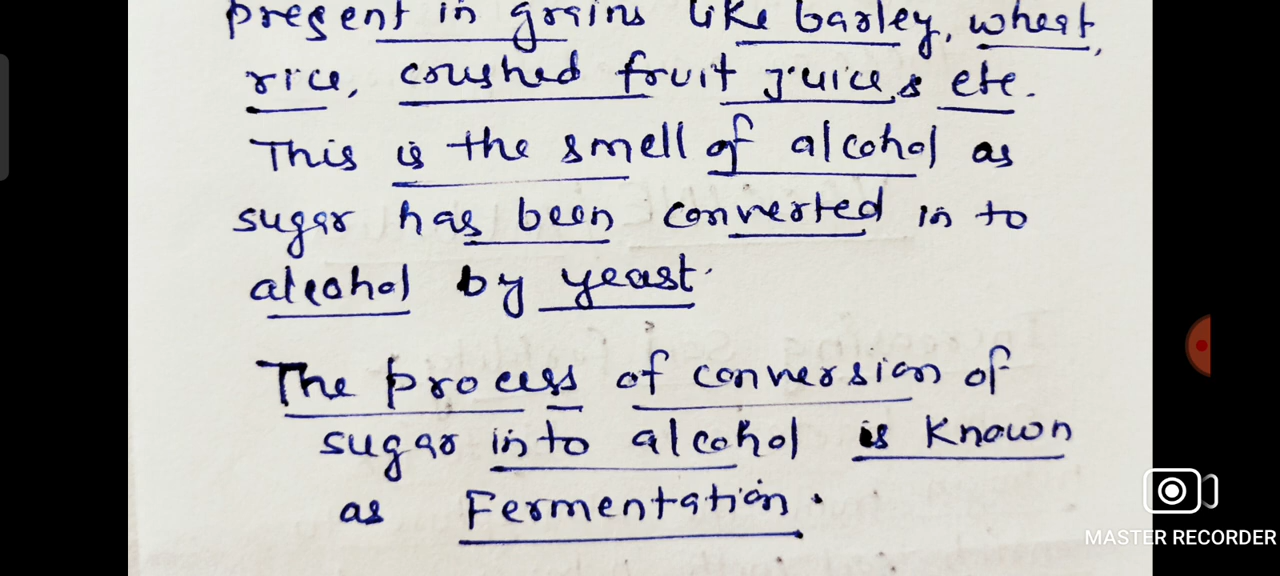 present in grains like barley, wheat,
rice, crushed fruit juices etc.
This is the smell of alcohol as
sugar has been converted in to
alcohol by yeast.
The process of conversion of
sugar into alcohol is known
as Fermentation.
MASTER RECORDER